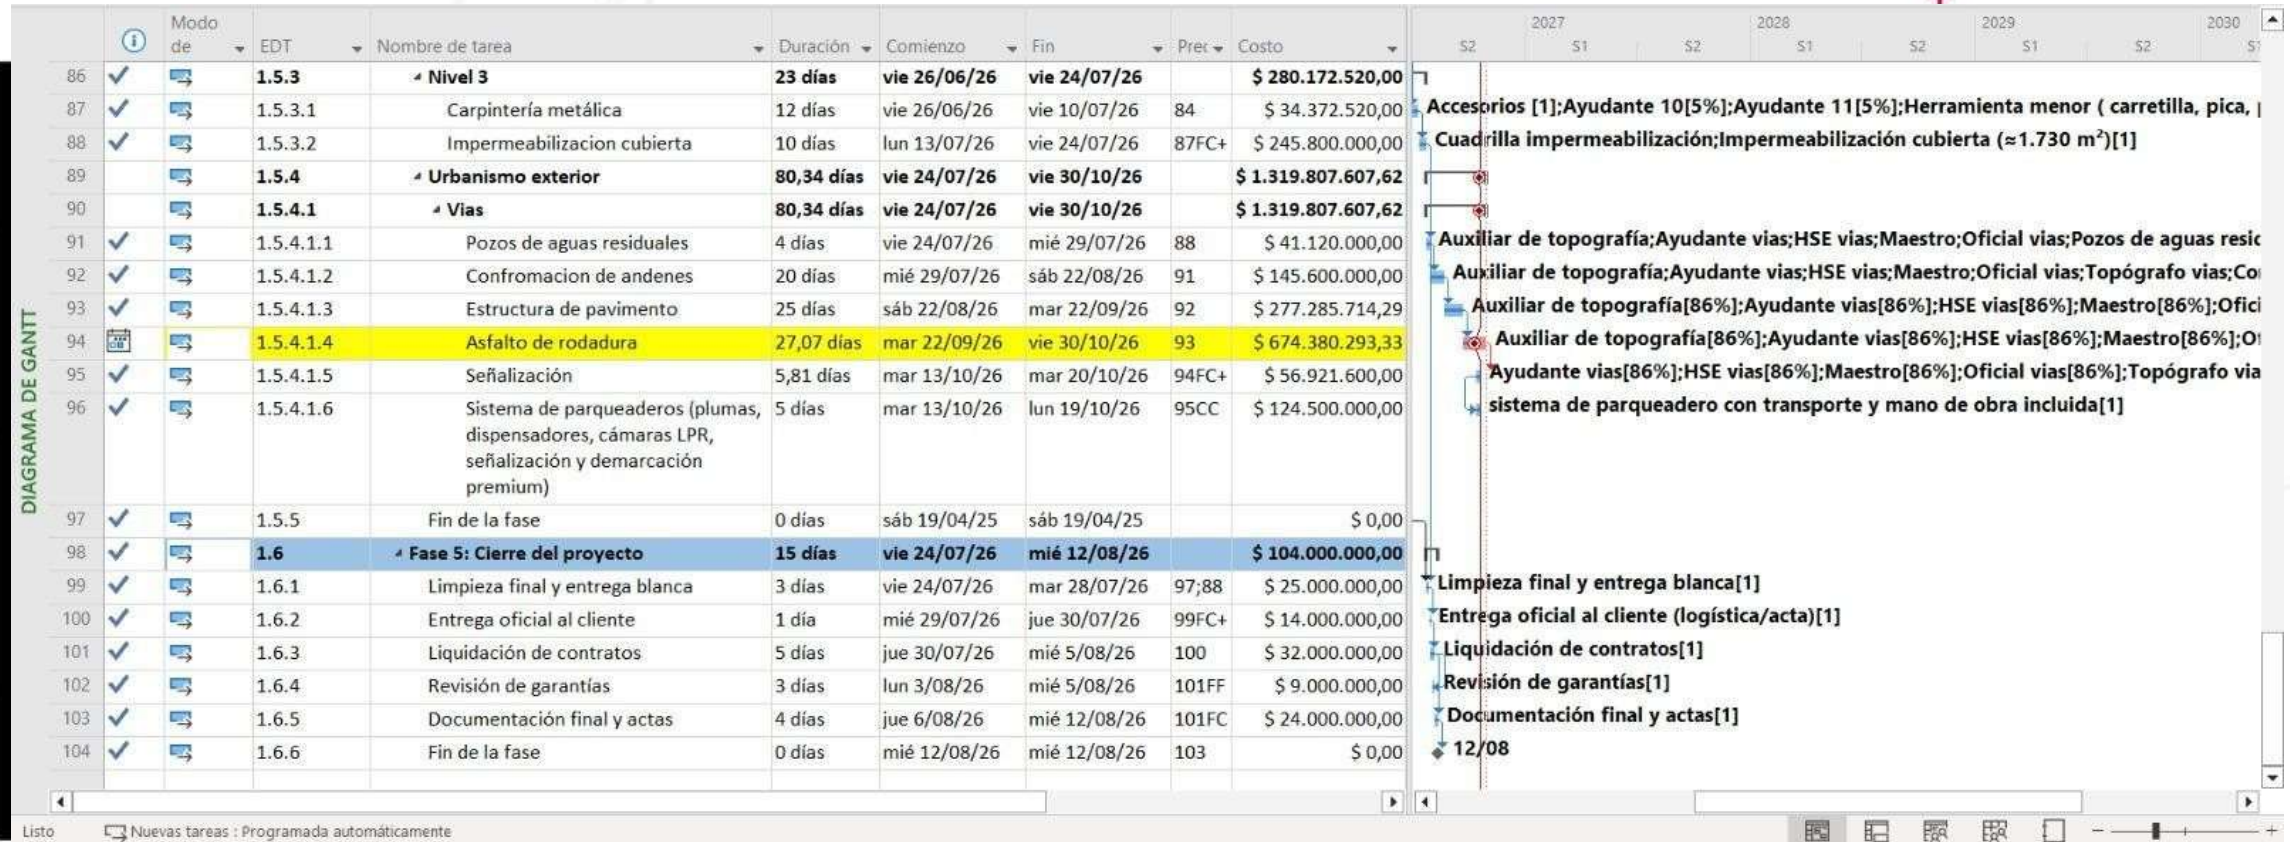 Modo de EDT Nombre de tarea Duración Comienzo Fin Prec Costo
2027 2028 2029 2030
S2 S1 S2 S1 S2 S1 S2 S1
86 1.5.3 Nivel 3 23 días vie 26/06/26 vie 24/07/26 $ 280.172.520,00
87 1.5.3.1 Carpintería metálica 12 días vie 26/06/26 vie 10/07/26 84 $ 34.372.520,00 Accesorios [1];Ayudante 10[5%];Ayudante 11[5%];Herramienta menor ( carretilla, pica,
88 1.5.3.2 Impermeabilizacion cubierta 10 días lun 13/07/26 vie 24/07/26 87FC+ $ 245.800.000,00 Cuadrilla impermeabilización;Impermeabilización cubierta (≈1.730 m²)[1]
89 1.5.4 Urbanismo exterior 80,34 días vie 24/07/26 vie 30/10/26 $ 1.319.807.607,62
90 1.5.4.1 Vias 80,34 días vie 24/07/26 vie 30/10/26 $ 1.319.807.607,62
91 1.5.4.1.1 Pozos de aguas residuales 4 días vie 24/07/26 mié 29/07/26 88 $ 41.120.000,00 Auxiliar de topografía;Ayudante vias;HSE vias;Maestro;Oficial vias;Pozos de aguas resic
92 1.5.4.1.2 Confromacion de andenes 20 días mié 29/07/26 sáb 22/08/26 91 $ 145.600.000,00 Auxiliar de topografía;Ayudante vias;HSE vias;Maestro;Oficial vias;Topógrafo vias;Co
93 1.5.4.1.3 Estructura de pavimento 25 días sáb 22/08/26 mar 22/09/26 92 $ 277.285.714,29 Auxiliar de topografía[86%];Ayudante vias[86%];HSE vias[86%];Maestro[86%];Ofici
94 1.5.4.1.4 Asfalto de rodadura 27,07 días mar 22/09/26 vie 30/10/26 93 $ 674.380.293,33 Auxiliar de topografía[86%];Ayudante vias[86%];HSE vias[86%];Maestro[86%];O
95 1.5.4.1.5 Señalización 5,81 días mar 13/10/26 mar 20/10/26 94FC+ $ 56.921.600,00 Ayudante vias[86%];HSE vias[86%];Maestro[86%];Oficial vias[86%];Topógrafo via
96 1.5.4.1.6 Sistema de parqueaderos (plumas, 5 días mar 13/10/26 lun 19/10/26 95CC $ 124.500.000,00 sistema de parqueadero con transporte y mano de obra incluida[1]
dispensadores, cámaras LPR,
señalización y demarcación
premium)
97 1.5.5 Fin de la fase 0 días sáb 19/04/25 sáb 19/04/25 $ 0,00
98 1.6 Fase 5: Cierre del proyecto 15 días vie 24/07/26 mié 12/08/26 $ 104.000.000,00
99 1.6.1 Limpieza final y entrega blanca 3 días vie 24/07/26 mar 28/07/26 97;88 $ 25.000.000,00 Limpieza final y entrega blanca[1]
100 1.6.2 Entrega oficial al cliente 1 día mié 29/07/26 jue 30/07/26 99FC+ $ 14.000.000,00 Entrega oficial al cliente (logística/acta)[1]
101 1.6.3 Liquidación de contratos 5 días jue 30/07/26 mié 5/08/26 100 $ 32.000.000,00 Liquidación de contratos[1]
102 1.6.4 Revisión de garantías 3 días lun 3/08/26 mié 5/08/26 101FF $ 9.000.000,00 Revisión de garantías[1]
103 1.6.5 Documentación final y actas 4 días jue 6/08/26 mié 12/08/26 101FC $ 24.000.000,00 Documentación final y actas[1]
104 1.6.6 Fin de la fase 0 días mié 12/08/26 mié 12/08/26 103 $ 0,00 12/08
DIAGRAMA DE GANTT
Listo Nuevas tareas : Programada automáticamente